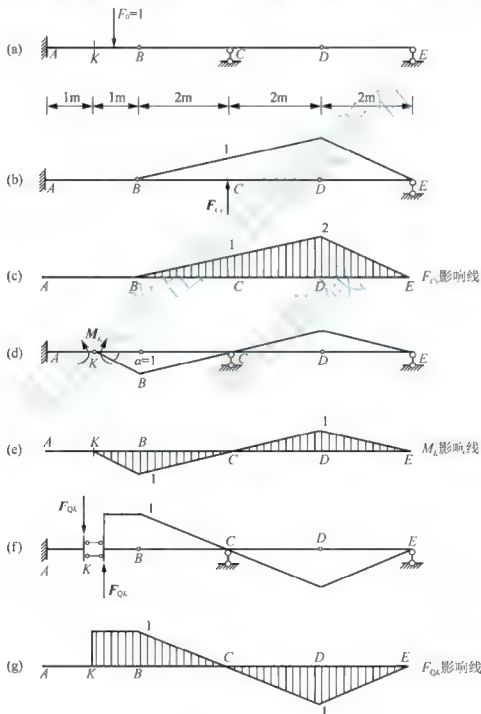 (a) F_P=1
A K B C D E
1m 1m 2m 2m 2m
(b) 1
A B C D E
F_Cy
(c) 1 2
A B C D E F_Cy影响线
(d) M_K α=1
A K B C D E
(e) 1
A K B C D E M_K影响线
1
(f) F_QK 1
A K B C D E
F_QK
(g) 1
A K B C D E F_QK影响线
1